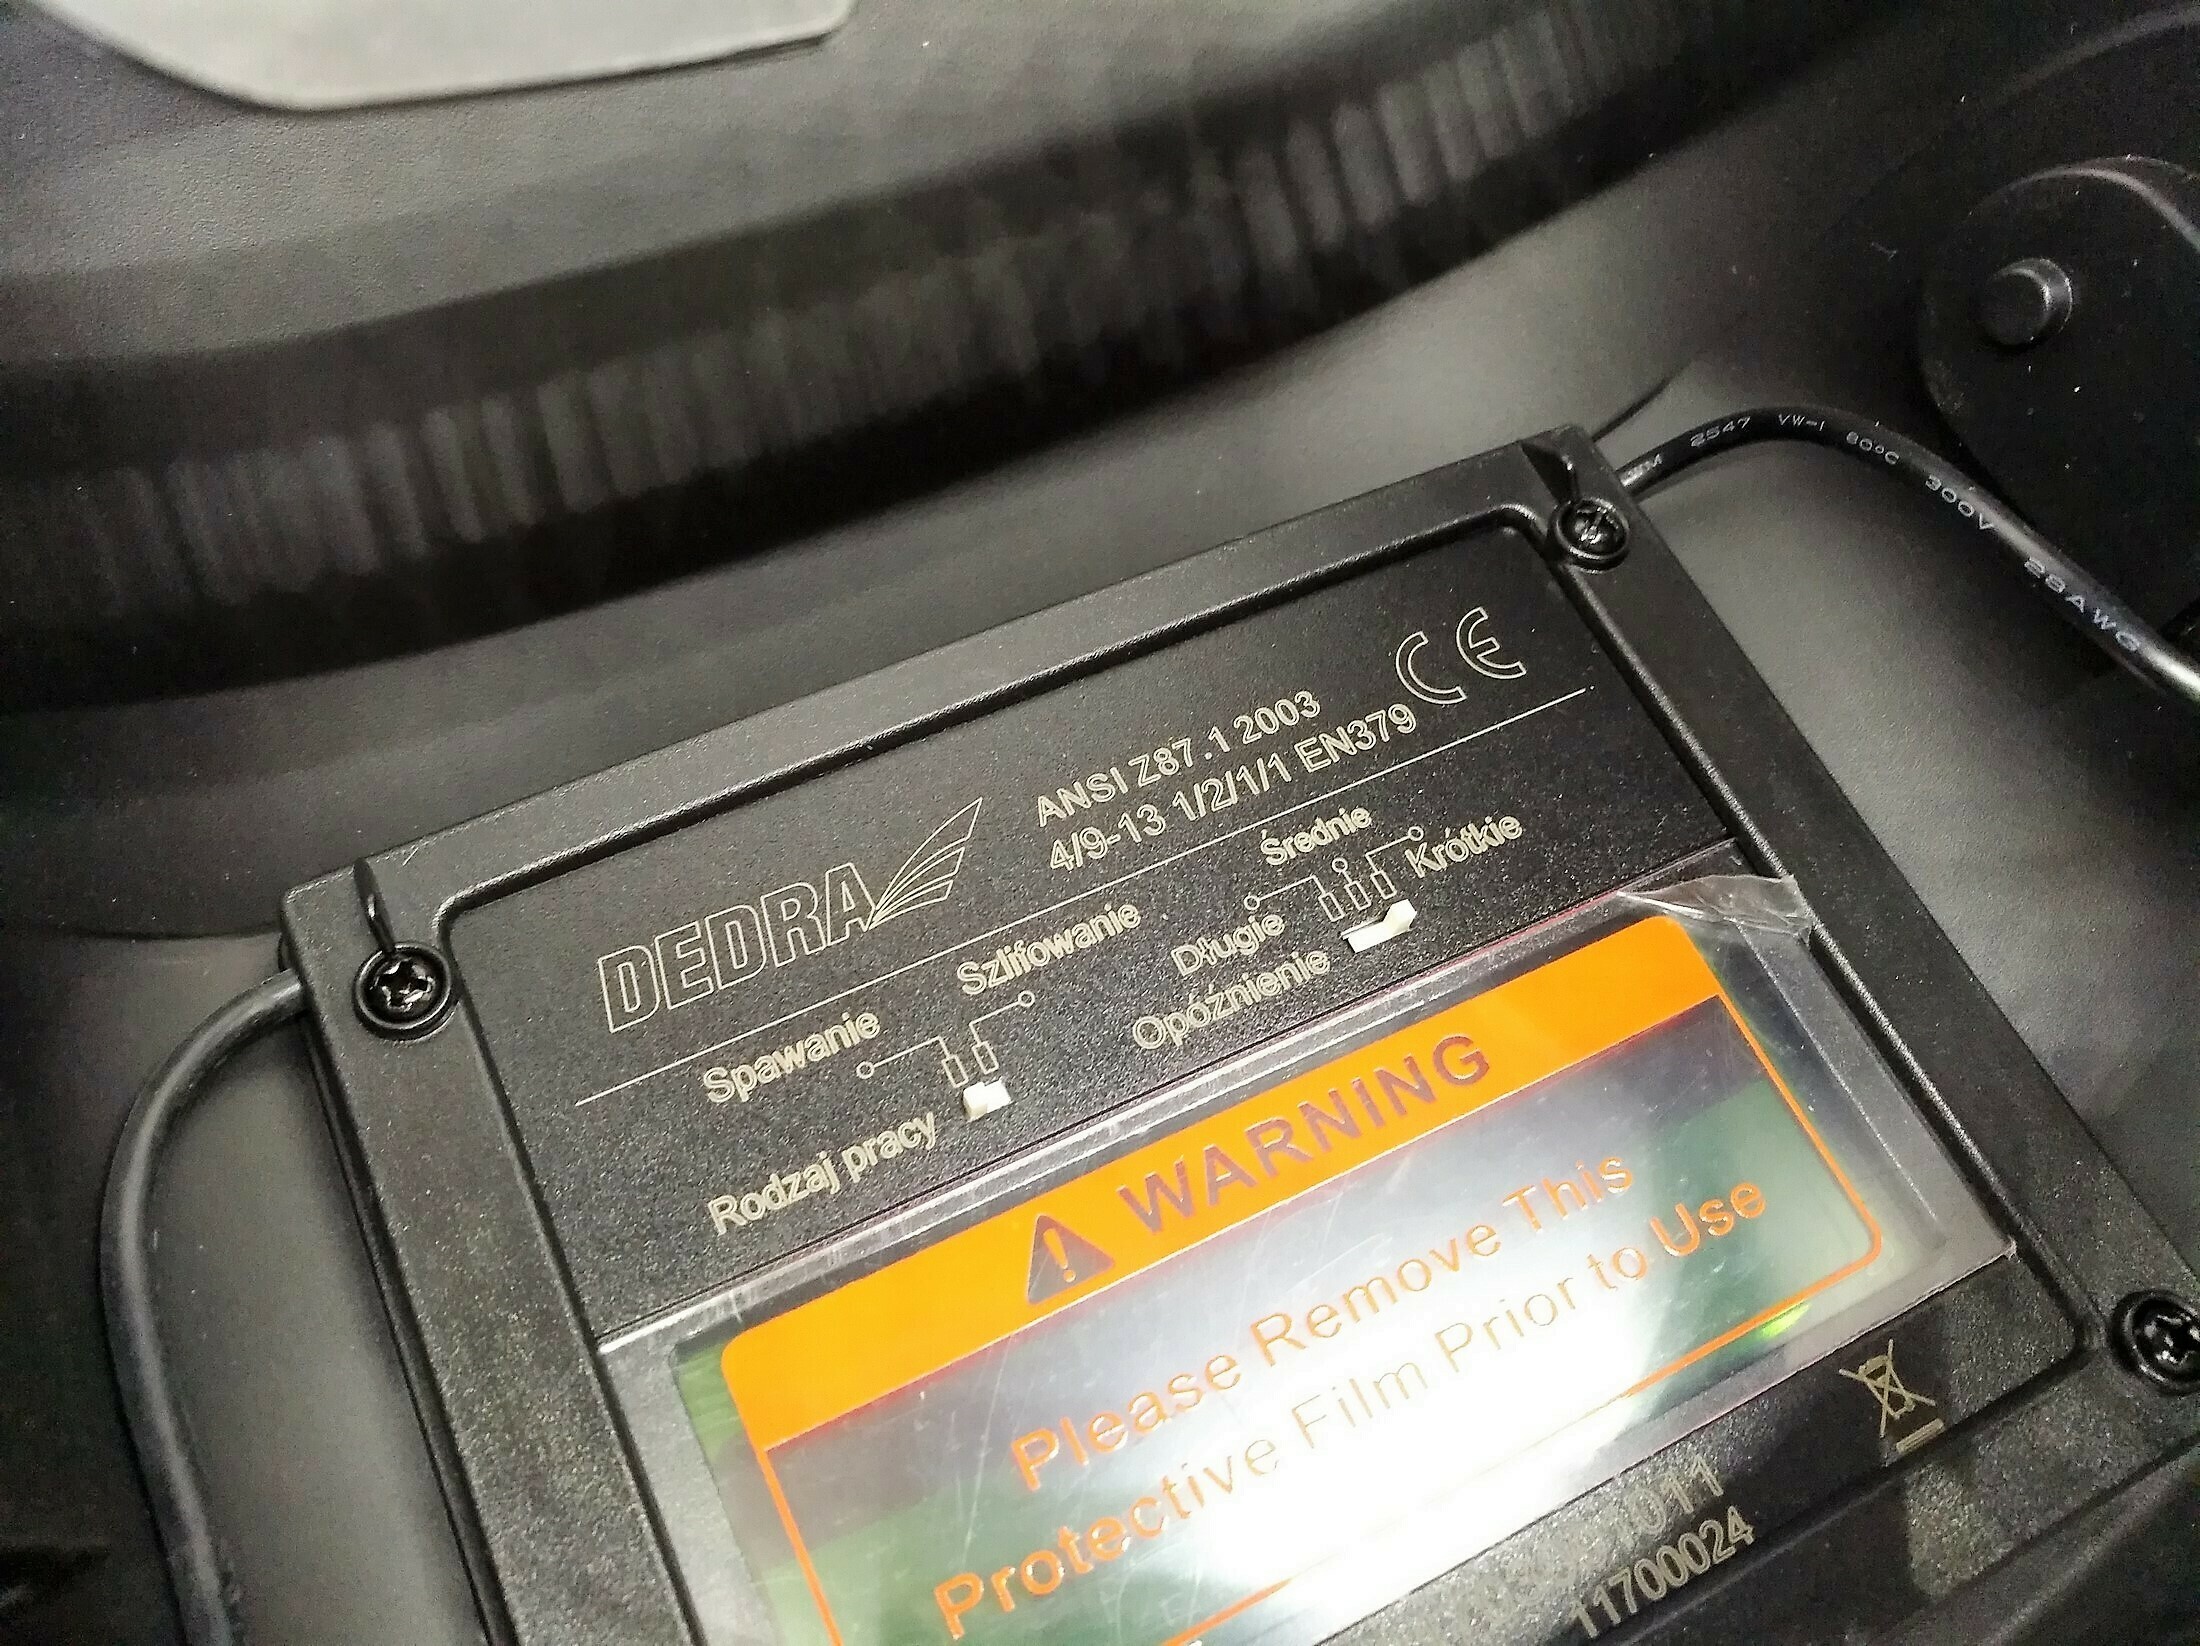 2547 VW-1 80°C 300V 28AWG
CE
ANSI Z87.1 2003
4/9-13 1/2/1/1 EN379
DEDRA
Spawanie
Szlifowanie
Rodzaj pracy
Średnie
Długie
Krótkie
Opóźnienie
WARNING
Please Remove This
Protective Film Prior to Use
11700024